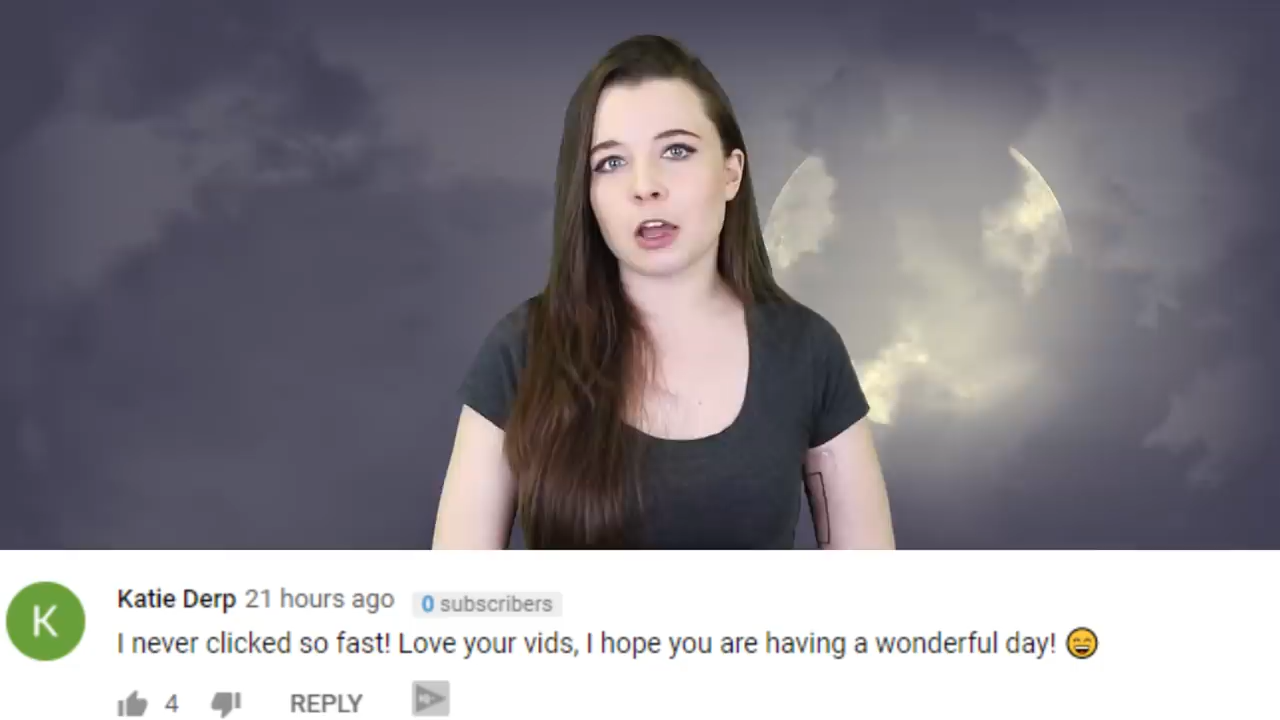 K
Katie Derp 21 hours ago 0 subscribers
I never clicked so fast! Love your vids, I hope you are having a wonderful day! 😄
4 REPLY